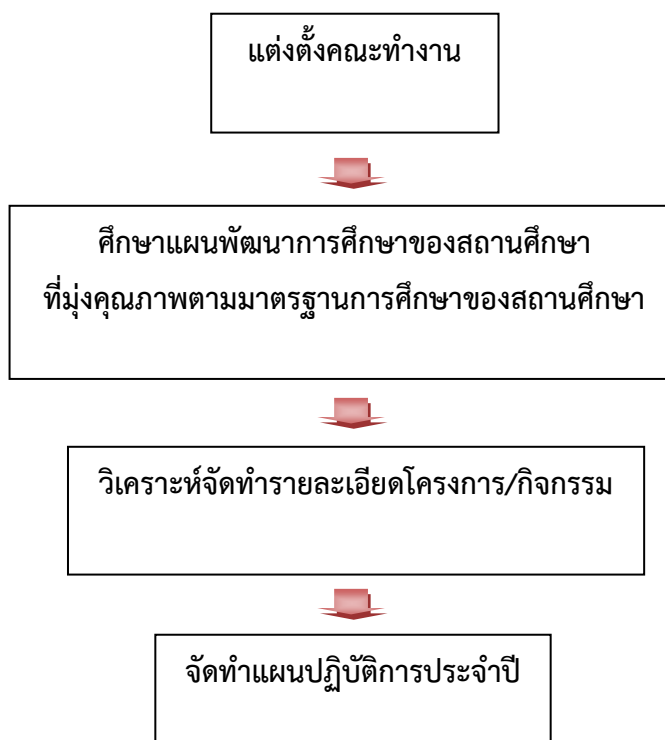 แต่งตั้งคณะทำงาน
ศึกษาแผนพัฒนาการศึกษาของสถานศึกษา
ที่มุ่งคุณภาพตามมาตรฐานการศึกษาของสถานศึกษา
วิเคราะห์จัดทำรายละเอียดโครงการ/กิจกรรม
จัดทำแผนปฏิบัติการประจำปี